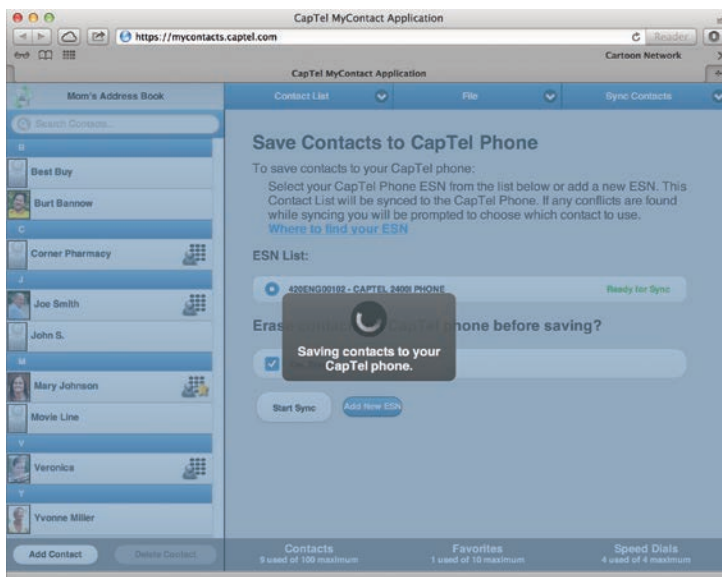 CapTel MyContact Application
https://mycontacts.captel.com
Reader
Cartoon Network
CapTel MyContact Application
Mom's Address Book
Contact List
File
Sync Contacts
Search Contacts...
B
Best Buy
Burt Bannow
C
Corner Pharmacy
J
Joe Smith
John S.
M
Mary Johnson
Movie Line
V
Veronica
Y
Yvonne Miller
Add Contact
Delete Contact
Save Contacts to CapTel Phone
To save contacts to your CapTel phone:
Select your CapTel Phone ESN from the list below or add a new ESN. This
Contact List will be synced to the CapTel Phone. If any conflicts are found
while syncing you will be prompted to choose which contact to use.
Where to find your ESN
ESN List:
420ENG00102 - CAPTEL 2400I PHONE
Ready for Sync
Erase CapTel phone before saving?
Saving contacts to your
CapTel phone.
Start Sync
Add New ESN
Contacts
9 used of 100 maximum
Favorites
1 used of 10 maximum
Speed Dials
4 used of 4 maximum